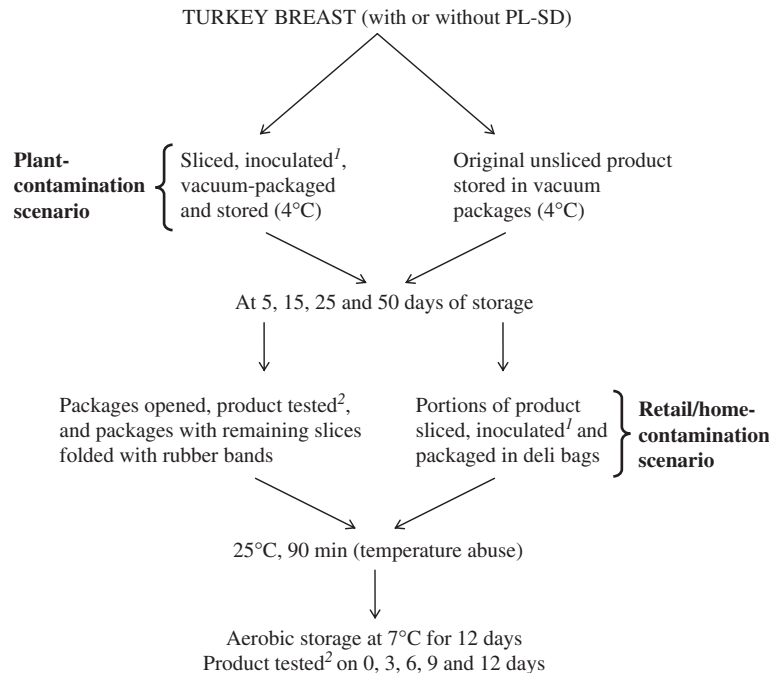 TURKEY BREAST (with or without PL-SD)
Plant-
contamination
scenario
Sliced, inoculated¹,
vacuum-packaged
and stored (4°C)
Original unsliced product
stored in vacuum
packages (4°C)
At 5, 15, 25 and 50 days of storage
Packages opened, product tested²,
and packages with remaining slices
folded with rubber bands
Portions of product
sliced, inoculated¹ and
packaged in deli bags
Retail/home-
contamination
scenario
25°C, 90 min (temperature abuse)
Aerobic storage at 7°C for 12 days
Product tested² on 0, 3, 6, 9 and 12 days